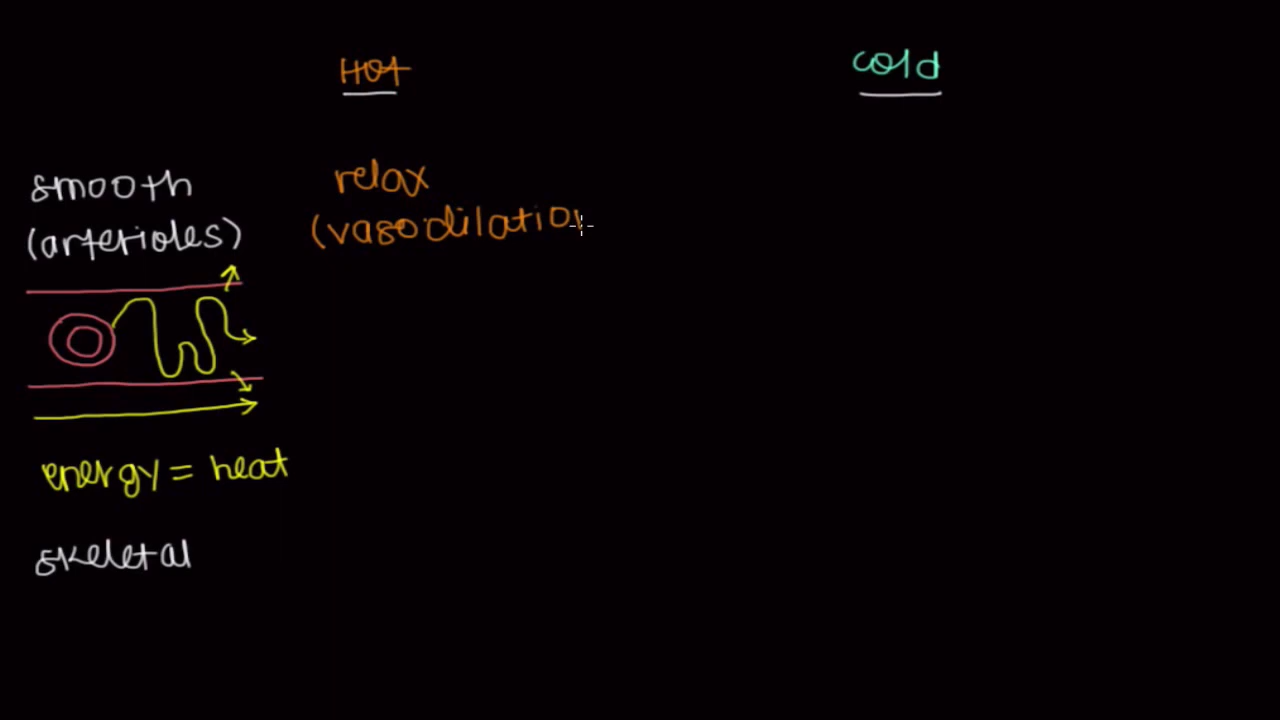 HOT
cold
smooth
relax
(arterioles)
(vasodilation
energy = heat
skeletal